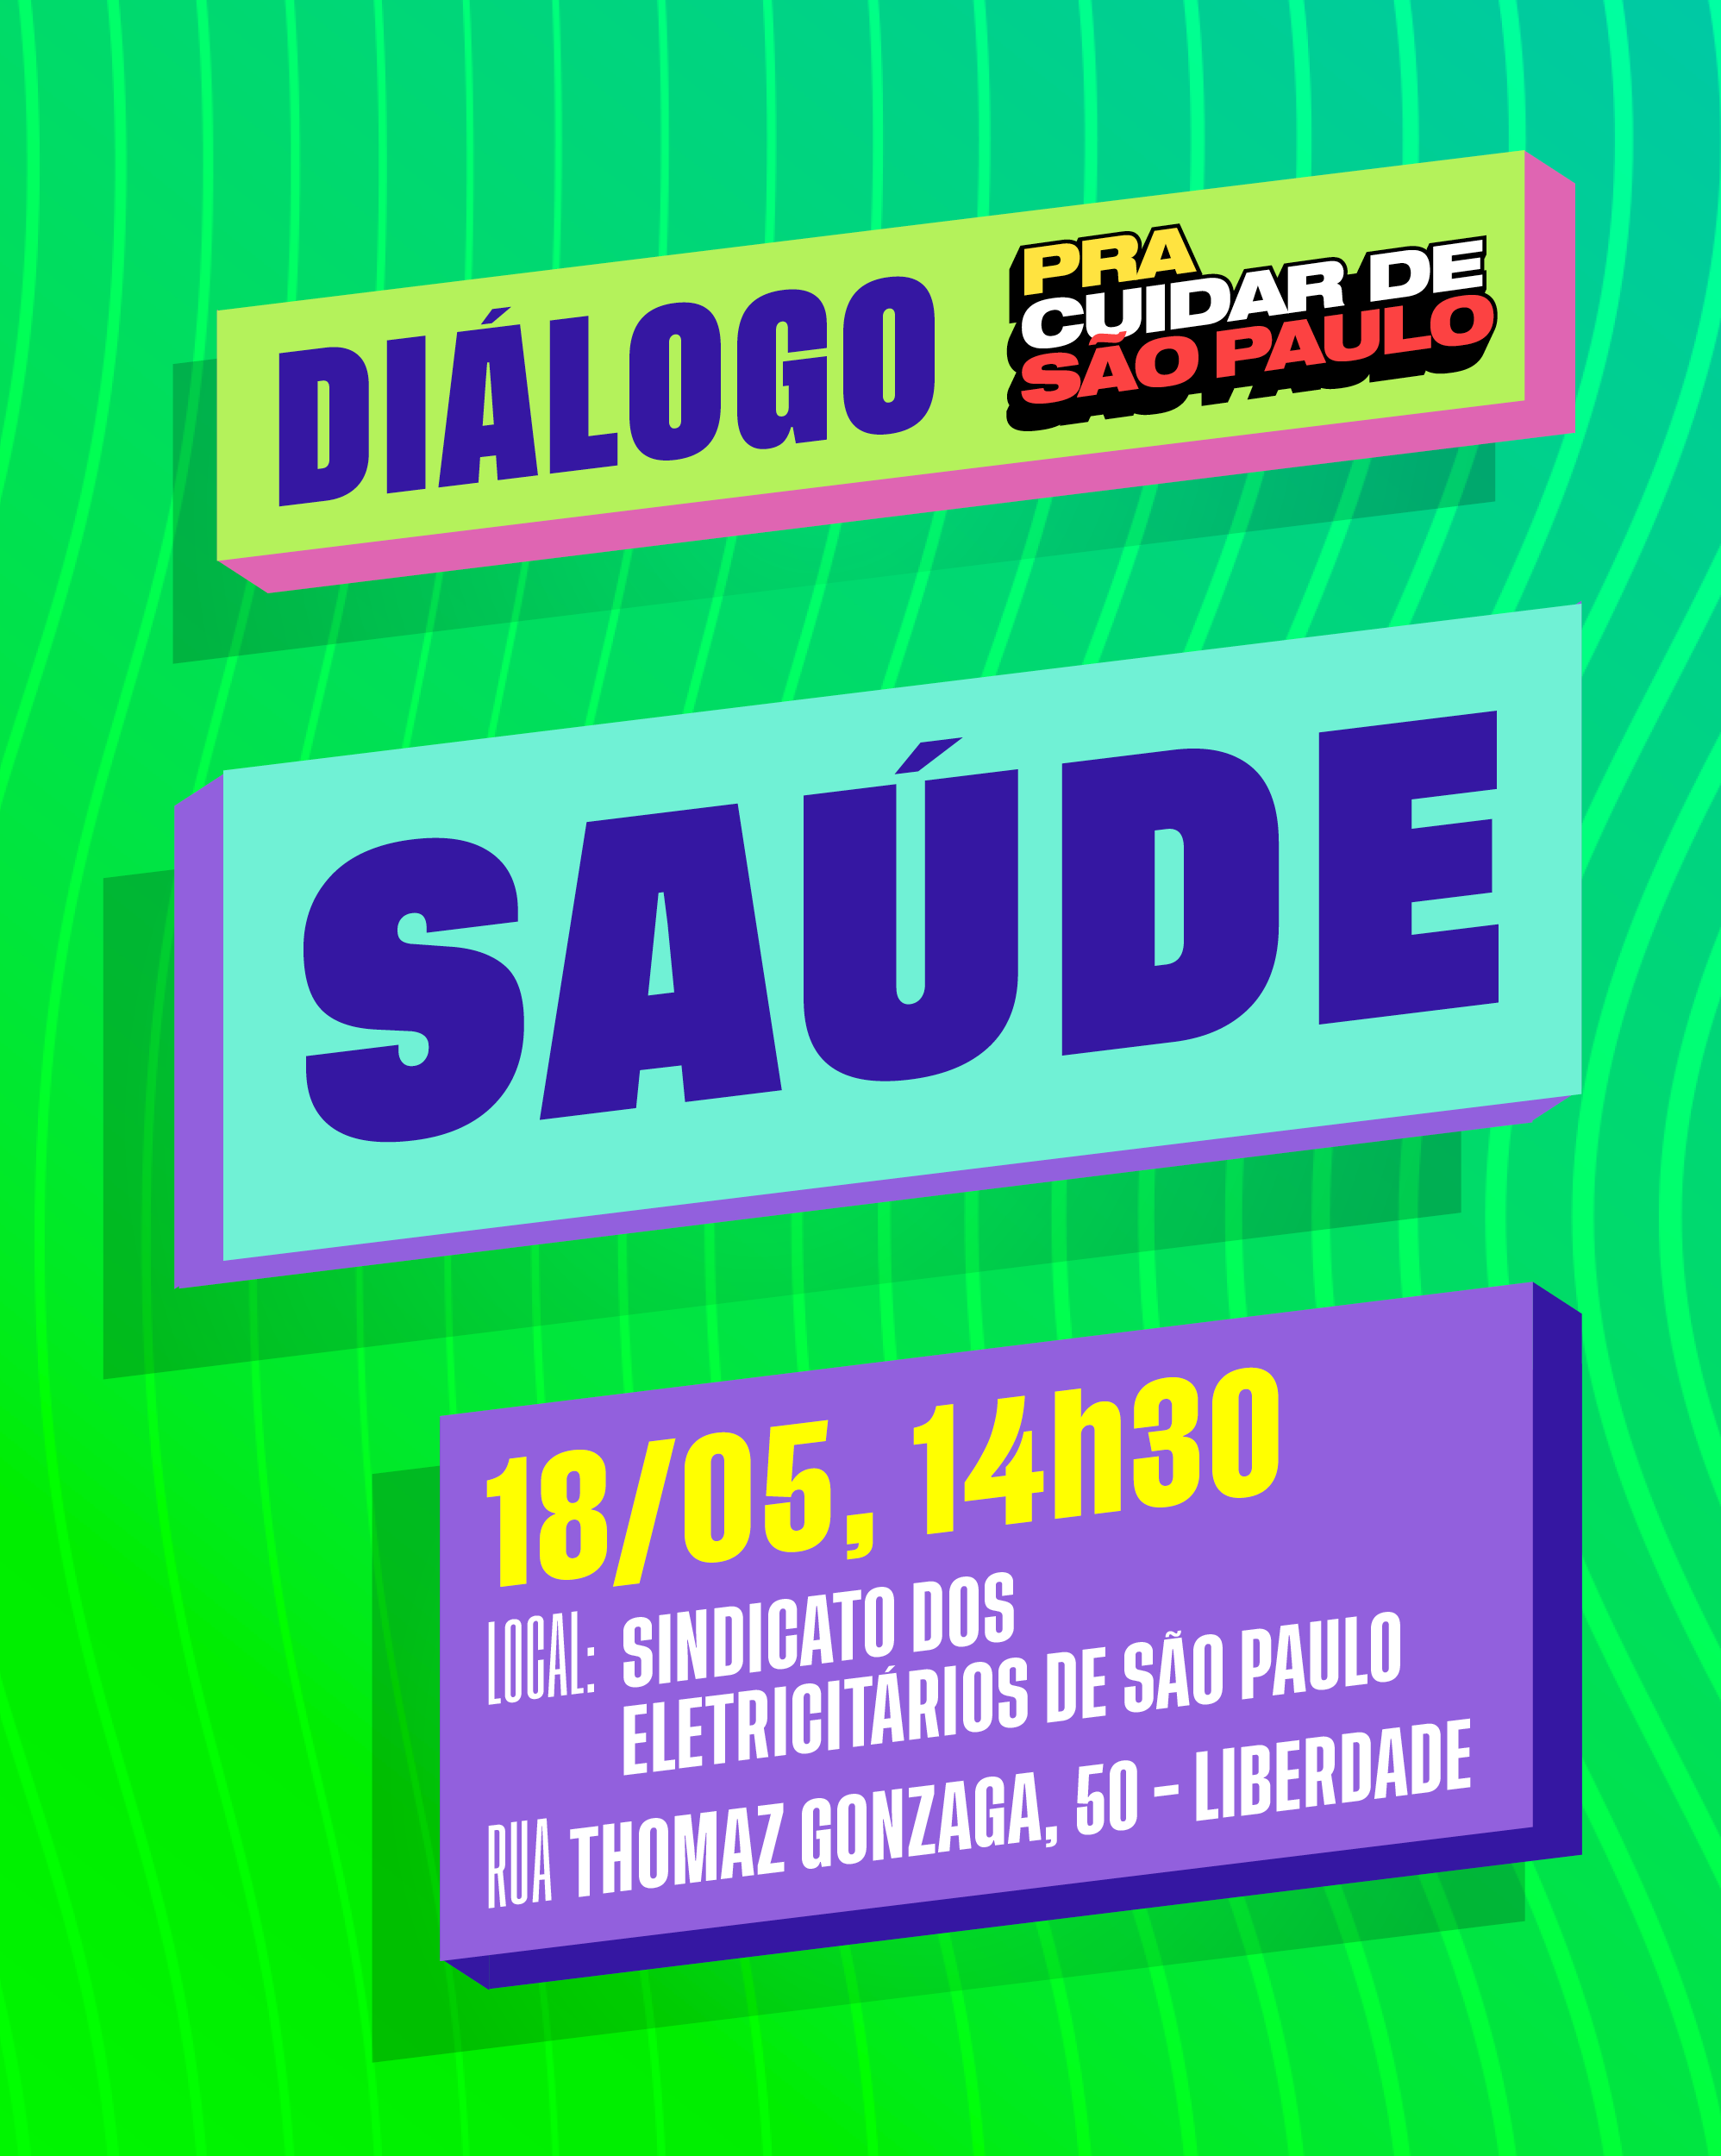 DIÁLOGO
PRA
CUIDAR DE
SÃO PAULO
SAÚDE
18/05, 14h30
LOCAL: SINDICATO DOS
ELETRICITÁRIOS DE SÃO PAULO
RUA THOMAZ GONZAGA, 50 - LIBERDADE